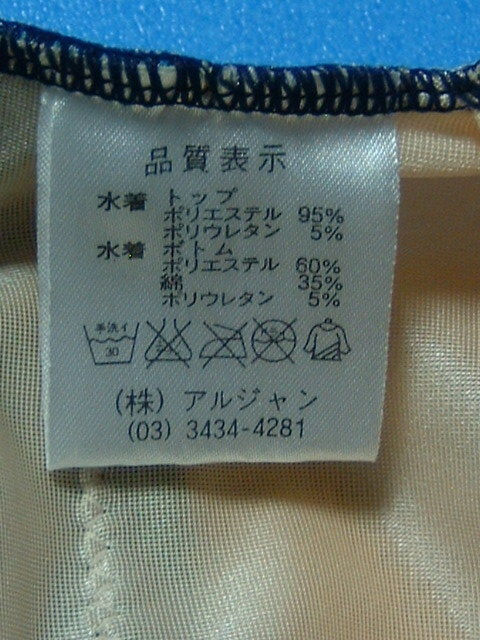 品質表示
水着 トップ
ポリエステル 95%
ポリウレタン 5%
水着 ボトム
ポリエステル 60%
綿 35%
ポリウレタン 5%
手洗イ
30
(株) アルジャン
(03) 3434-4281